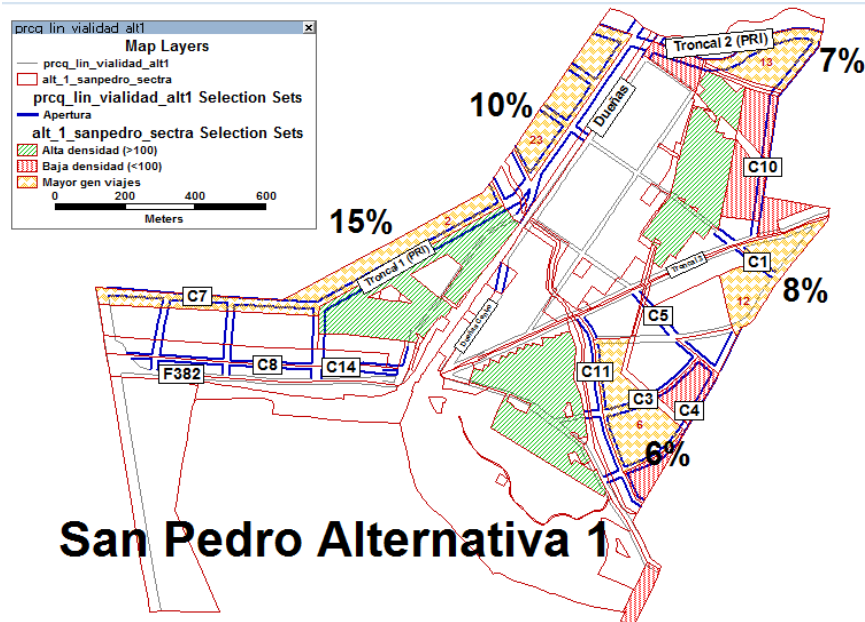 prcq_lin_vialidad_alt1
Map Layers
prcq_lin_vialidad_alt1
alt_1_sanpedro_sectra
prcq_lin_vialidad_alt1 Selection Sets
Apertura
alt_1_sanpedro_sectra Selection Sets
Alta densidad (>100)
Baja densidad (<100)
Mayor gen viajes
0 200 400 600
Meters
Troncal 2 (PRI)
13
7%
10%
Dueñas
23
C10
15%
2
Troncal 1 (PRI)
C1
12
8%
C7
C5
C8
C14
F382
C11
C3
C4
6
6%
San Pedro Alternativa 1